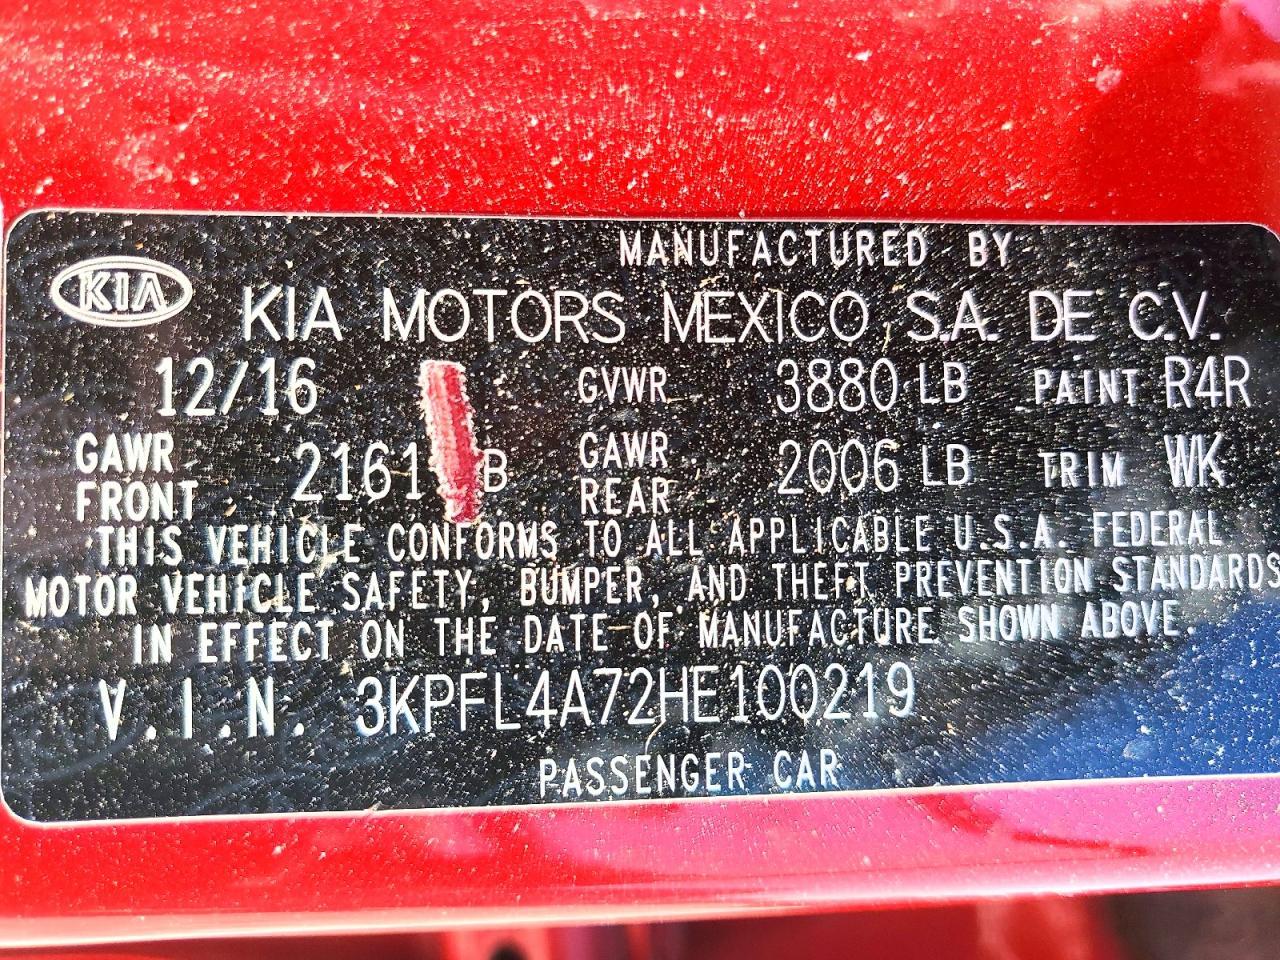 MANUFACTURED BY
KIA KIA MOTORS MEXICO S.A. DE C.V.
12/16 GVWR 3880 LB PAINT R4R
GAWR FRONT 2161 B GAWR REAR 2006 LB TRIM WK
THIS VEHICLE CONFORMS TO ALL APPLICABLE U.S.A. FEDERAL
MOTOR VEHICLE SAFETY, BUMPER, AND THEFT PREVENTION STANDARDS
IN EFFECT ON THE DATE OF MANUFACTURE SHOWN ABOVE.
V.I.N. 3KPFL4A72HE100219
PASSENGER CAR